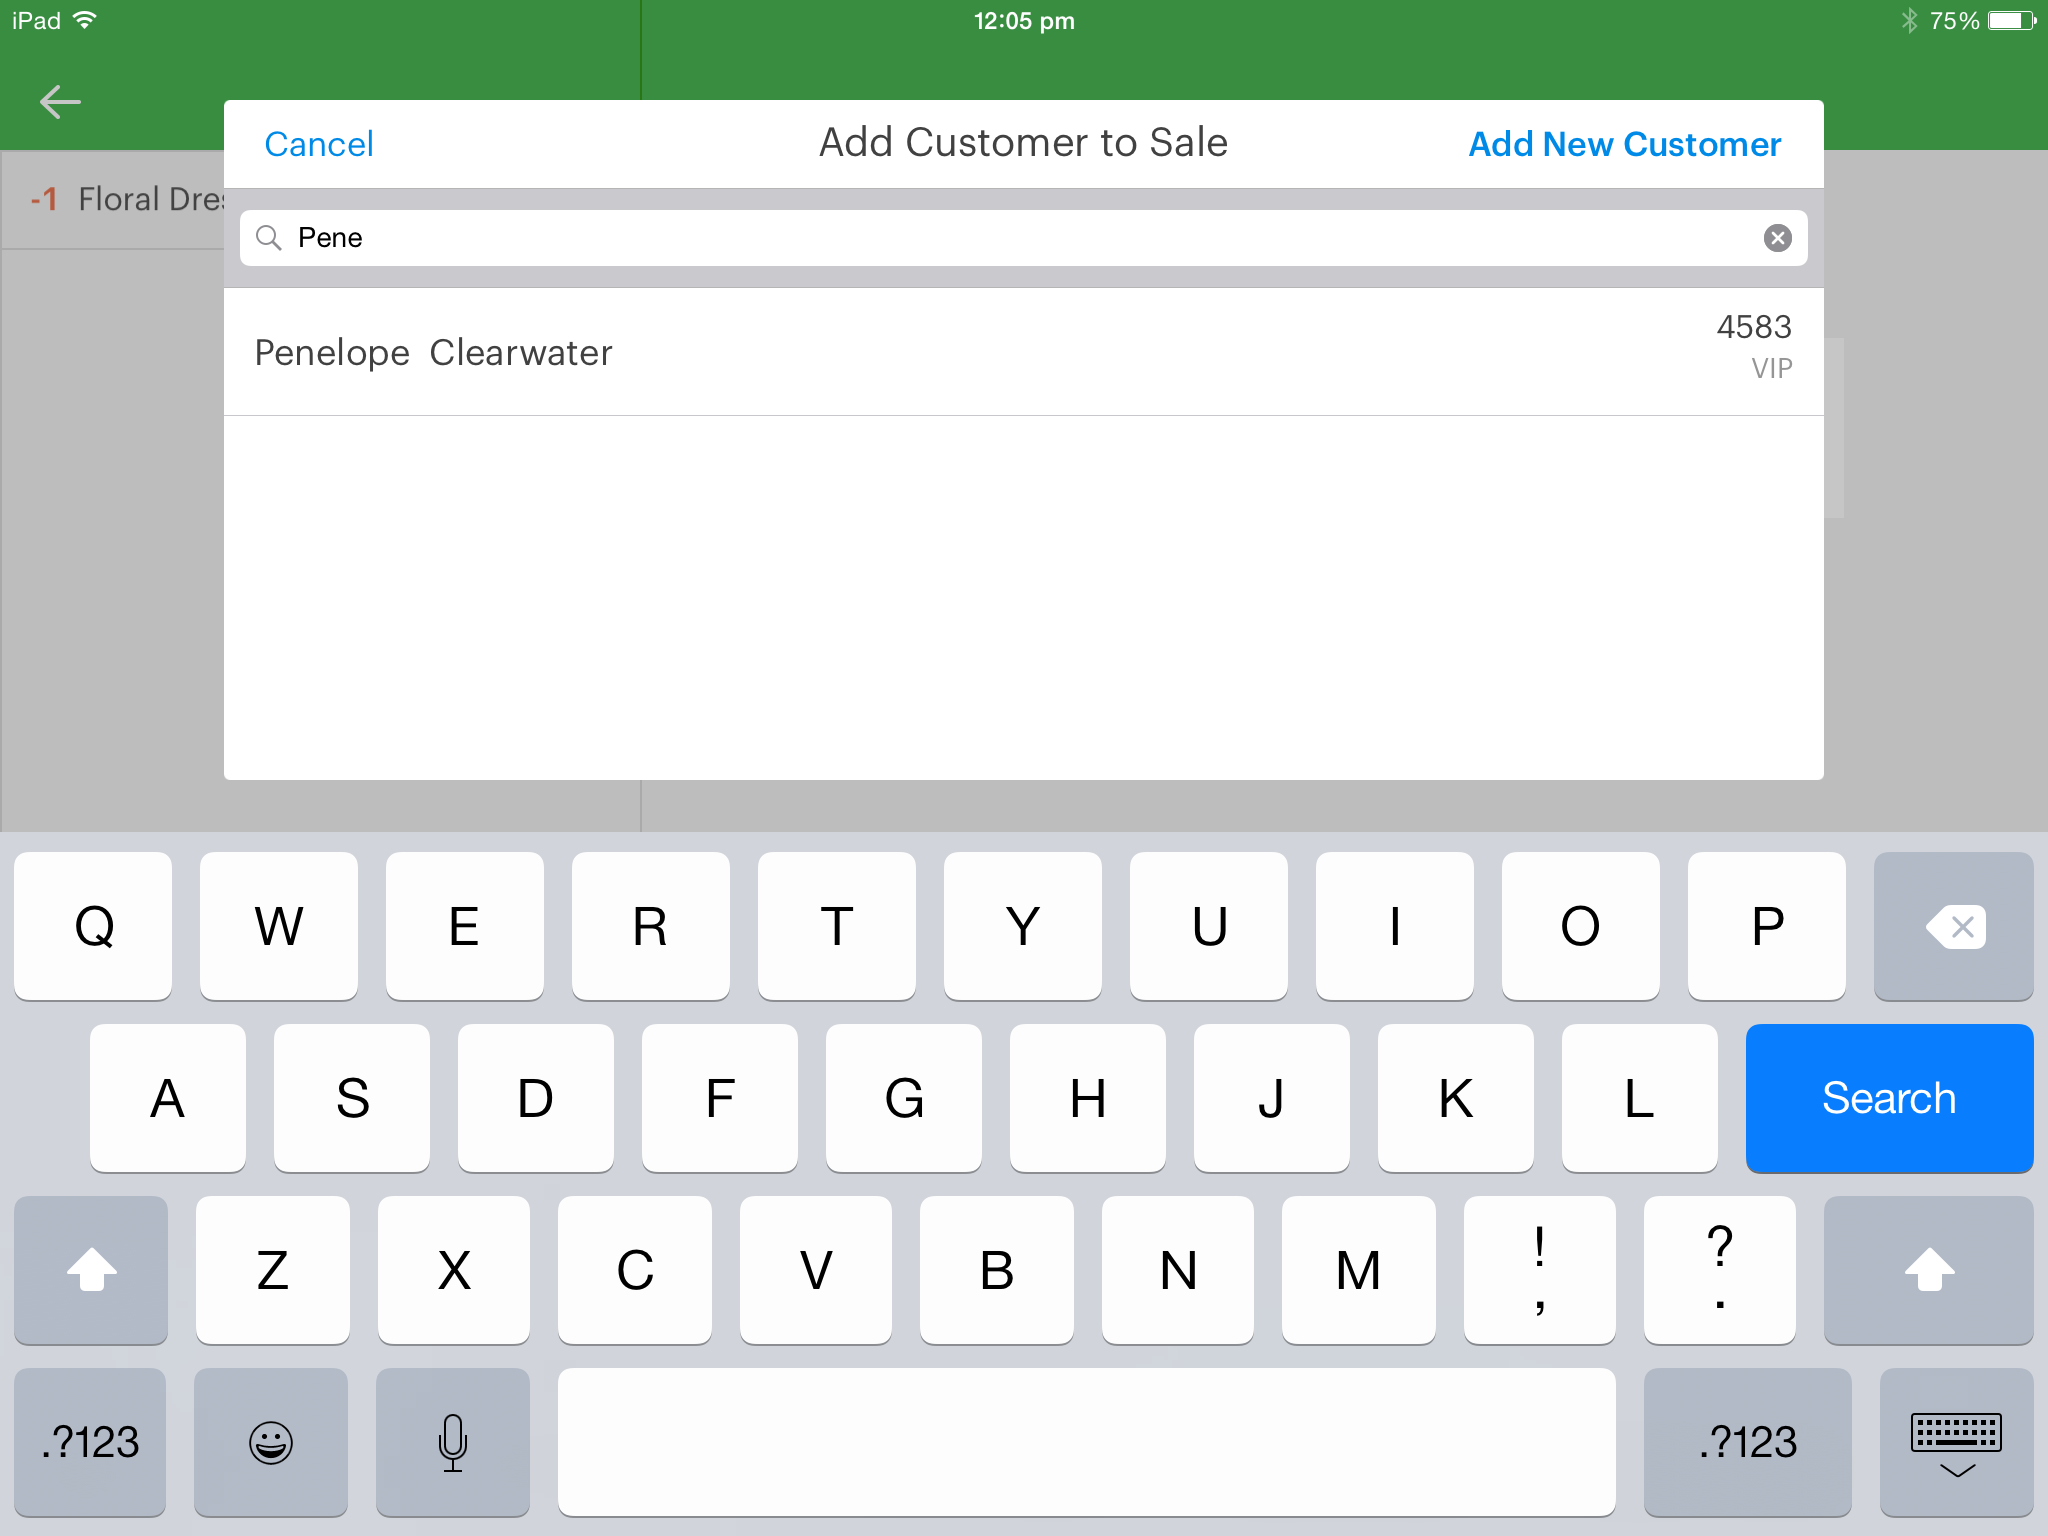 iPad 12:05 pm 75%
Cancel Add Customer to Sale Add New Customer
-1 Floral Dres
Pene
Penelope Clearwater 4583
VIP
Q W E R T Y U I O P
A S D F G H J K L Search
Z X C V B N M ! , ? .
.?123 .?123